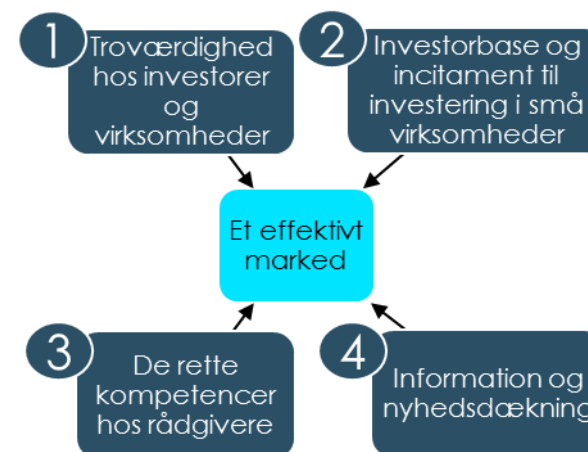 1
Troværdighed
hos investorer
og
virksomheder
2
Investorbase og
incitament til
investering i små
virksomheder
Et effektivt
marked
3
De rette
kompetencer
hos rådgivere
4
Information og
nyhedsdækning